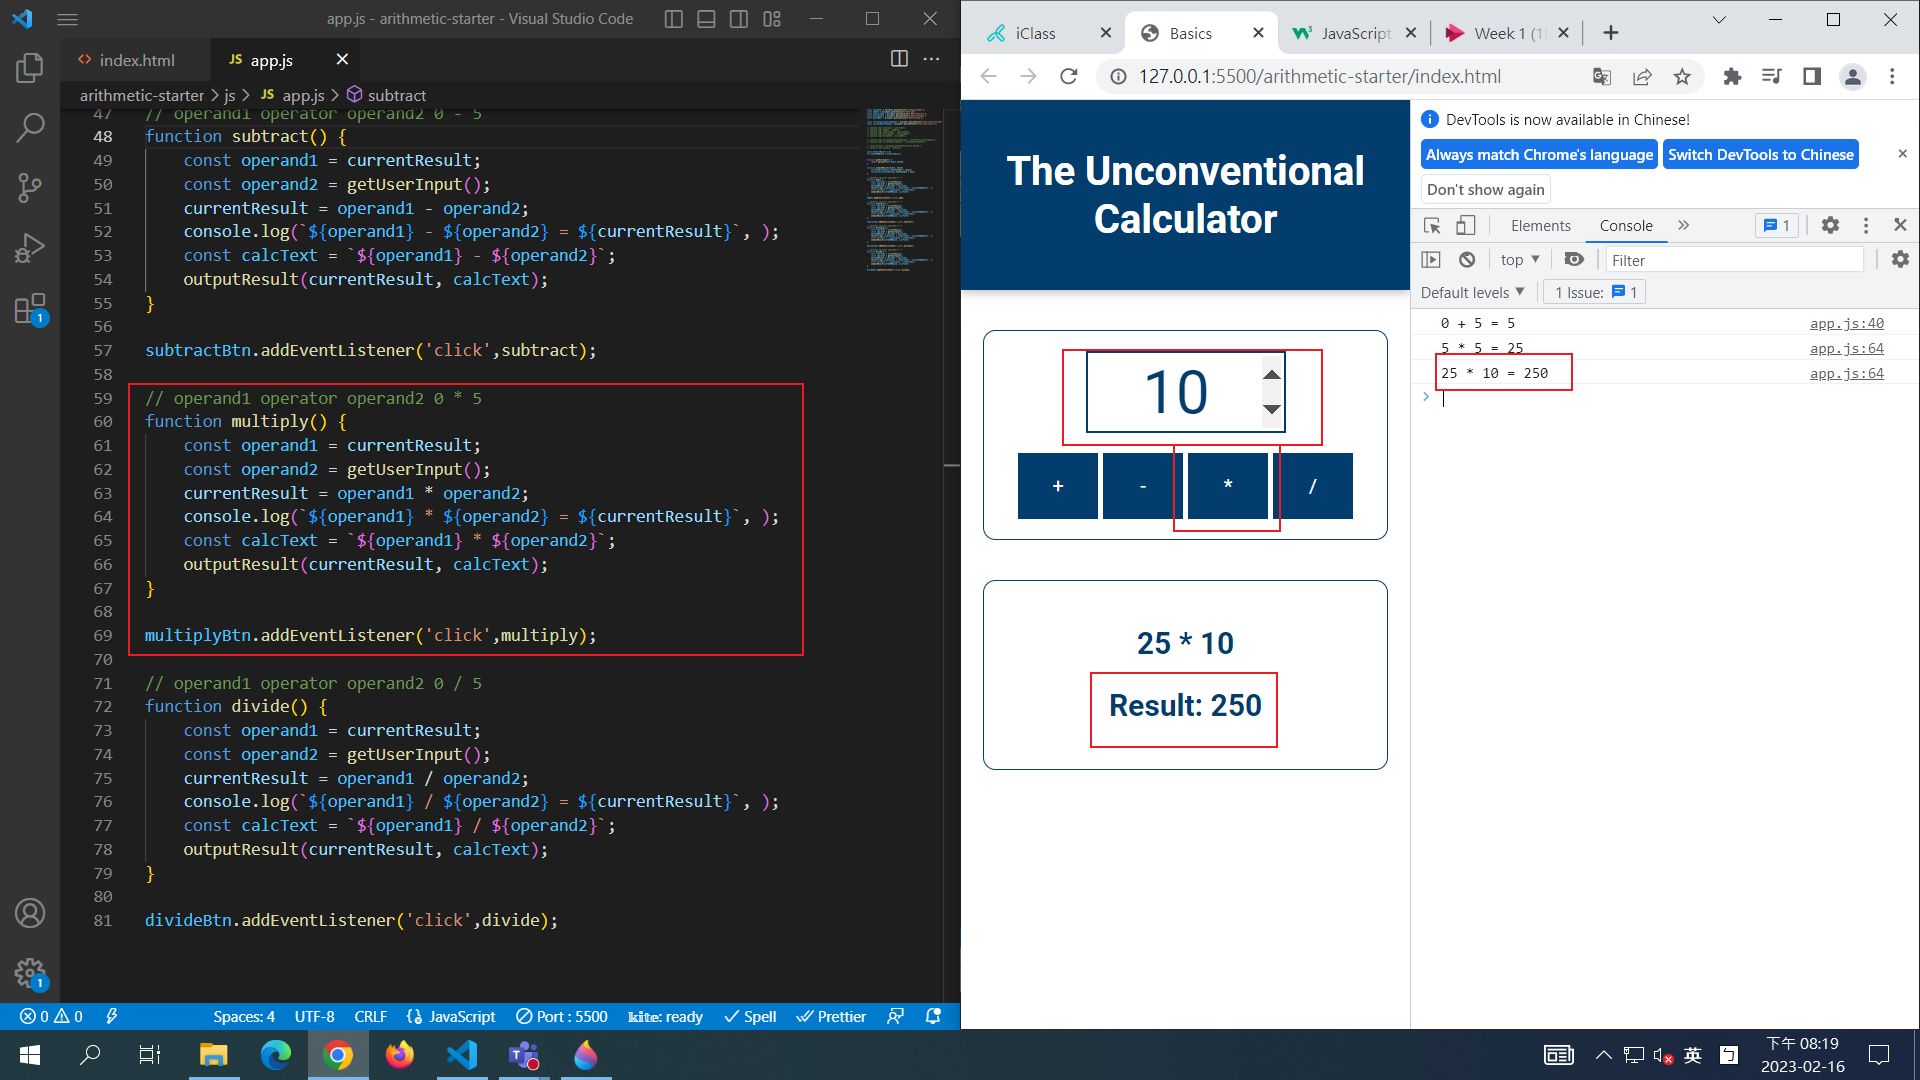 app.js - arithmetic-starter - Visual Studio Code
index.html
JS app.js
arithmetic-starter > js > JS app.js > subtract
47 // operand1 operator operand2 0 - 5
48 function subtract() {
49 const operand1 = currentResult;
50 const operand2 = getUserInput();
51 currentResult = operand1 - operand2;
52 console.log(`${operand1} - ${operand2} = ${currentResult}`, );
53 const calcText = `${operand1} - ${operand2}`;
54 outputResult(currentResult, calcText);
55 }
56
57 subtractBtn.addEventListener('click',subtract);
58
59 // operand1 operator operand2 0 * 5
60 function multiply() {
61 const operand1 = currentResult;
62 const operand2 = getUserInput();
63 currentResult = operand1 * operand2;
64 console.log(`${operand1} * ${operand2} = ${currentResult}`, );
65 const calcText = `${operand1} * ${operand2}`;
66 outputResult(currentResult, calcText);
67 }
68
69 multiplyBtn.addEventListener('click',multiply);
70
71 // operand1 operator operand2 0 / 5
72 function divide() {
73 const operand1 = currentResult;
74 const operand2 = getUserInput();
75 currentResult = operand1 / operand2;
76 console.log(`${operand1} / ${operand2} = ${currentResult}`, );
77 const calcText = `${operand1} / ${operand2}`;
78 outputResult(currentResult, calcText);
79 }
80
81 divideBtn.addEventListener('click',divide);
1
1
0 0 Spaces: 4 UTF-8 CRLF JavaScript Port : 5500 kite: ready Spell Prettier
iClass
Basics
JavaScript
Week 1 (1
127.0.0.1:5500/arithmetic-starter/index.html
The Unconventional
Calculator
10
+ - * /
25 * 10
Result: 250
DevTools is now available in Chinese!
Always match Chrome's language
Switch DevTools to Chinese
Don't show again
Elements Console 1
top Filter
Default levels 1 Issue: 1
0 + 5 = 5 app.js:40
5 * 5 = 25 app.js:64
25 * 10 = 250 app.js:64
英
下午 08:19
2023-02-16